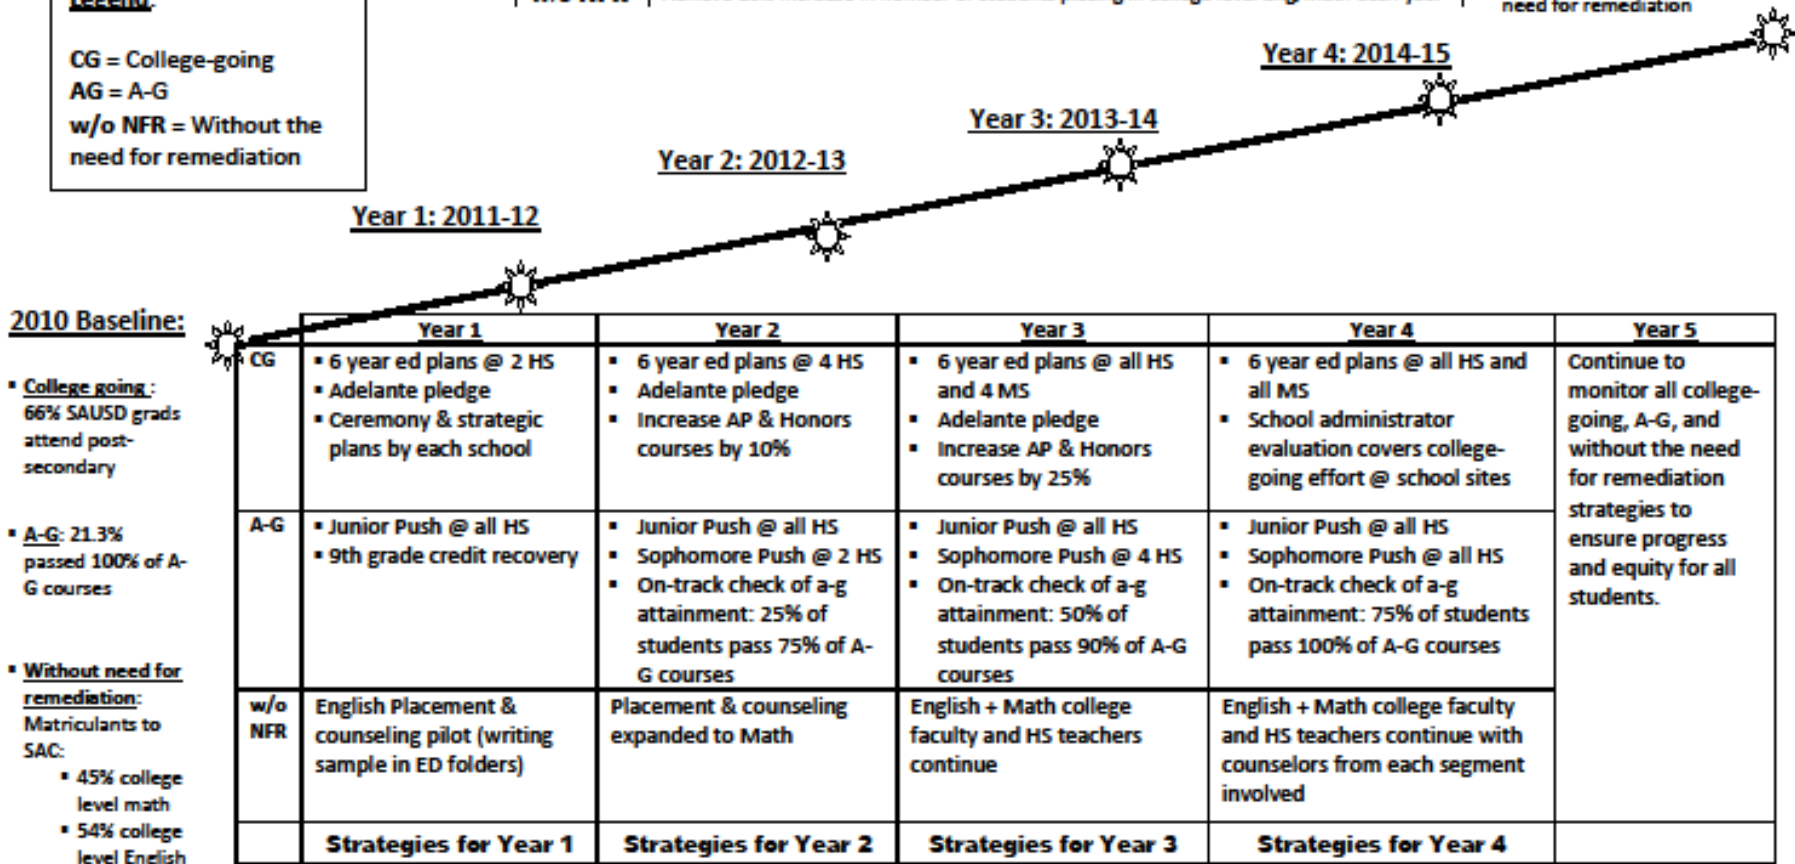 Legend:
need for remediation
CG = College-going
AG = A-G
w/o NFR = Without the
need for remediation
Year 4: 2014-15
Year 3: 2013-14
Year 2: 2012-13
Year 1: 2011-12
2010 Baseline:
▪ College going :
66% SAUSD grads
attend post-
secondary
▪ A-G: 21.3%
passed 100% of A-
G courses
▪ Without need for
remediation:
Matriculants to
SAC:
▪ 45% college
level math
▪ 54% college
level English
Year 1
Year 2
Year 3
Year 4
Year 5
CG
▪ 6 year ed plans @ 2 HS
▪ Adelante pledge
▪ Ceremony & strategic
plans by each school
▪ 6 year ed plans @ 4 HS
▪ Adelante pledge
▪ Increase AP & Honors
courses by 10%
▪ 6 year ed plans @ all HS
and 4 MS
▪ Adelante pledge
▪ Increase AP & Honors
courses by 25%
▪ 6 year ed plans @ all HS and
all MS
▪ School administrator
evaluation covers college-
going effort @ school sites
Continue to
monitor all college-
going, A-G, and
without the need
for remediation
strategies to
ensure progress
and equity for all
students.
A-G
▪ Junior Push @ all HS
▪ 9th grade credit recovery
▪ Junior Push @ all HS
▪ Sophomore Push @ 2 HS
▪ On-track check of a-g
attainment: 25% of
students pass 75% of A-
G courses
▪ Junior Push @ all HS
▪ Sophomore Push @ 4 HS
▪ On-track check of a-g
attainment: 50% of
students pass 90% of A-G
courses
▪ Junior Push @ all HS
▪ Sophomore Push @ all HS
▪ On-track check of a-g
attainment: 75% of students
pass 100% of A-G courses
w/o
NFR
English Placement &
counseling pilot (writing
sample in ED folders)
Placement & counseling
expanded to Math
English + Math college
faculty and HS teachers
continue
English + Math college faculty
and HS teachers continue with
counselors from each segment
involved
Strategies for Year 1
Strategies for Year 2
Strategies for Year 3
Strategies for Year 4